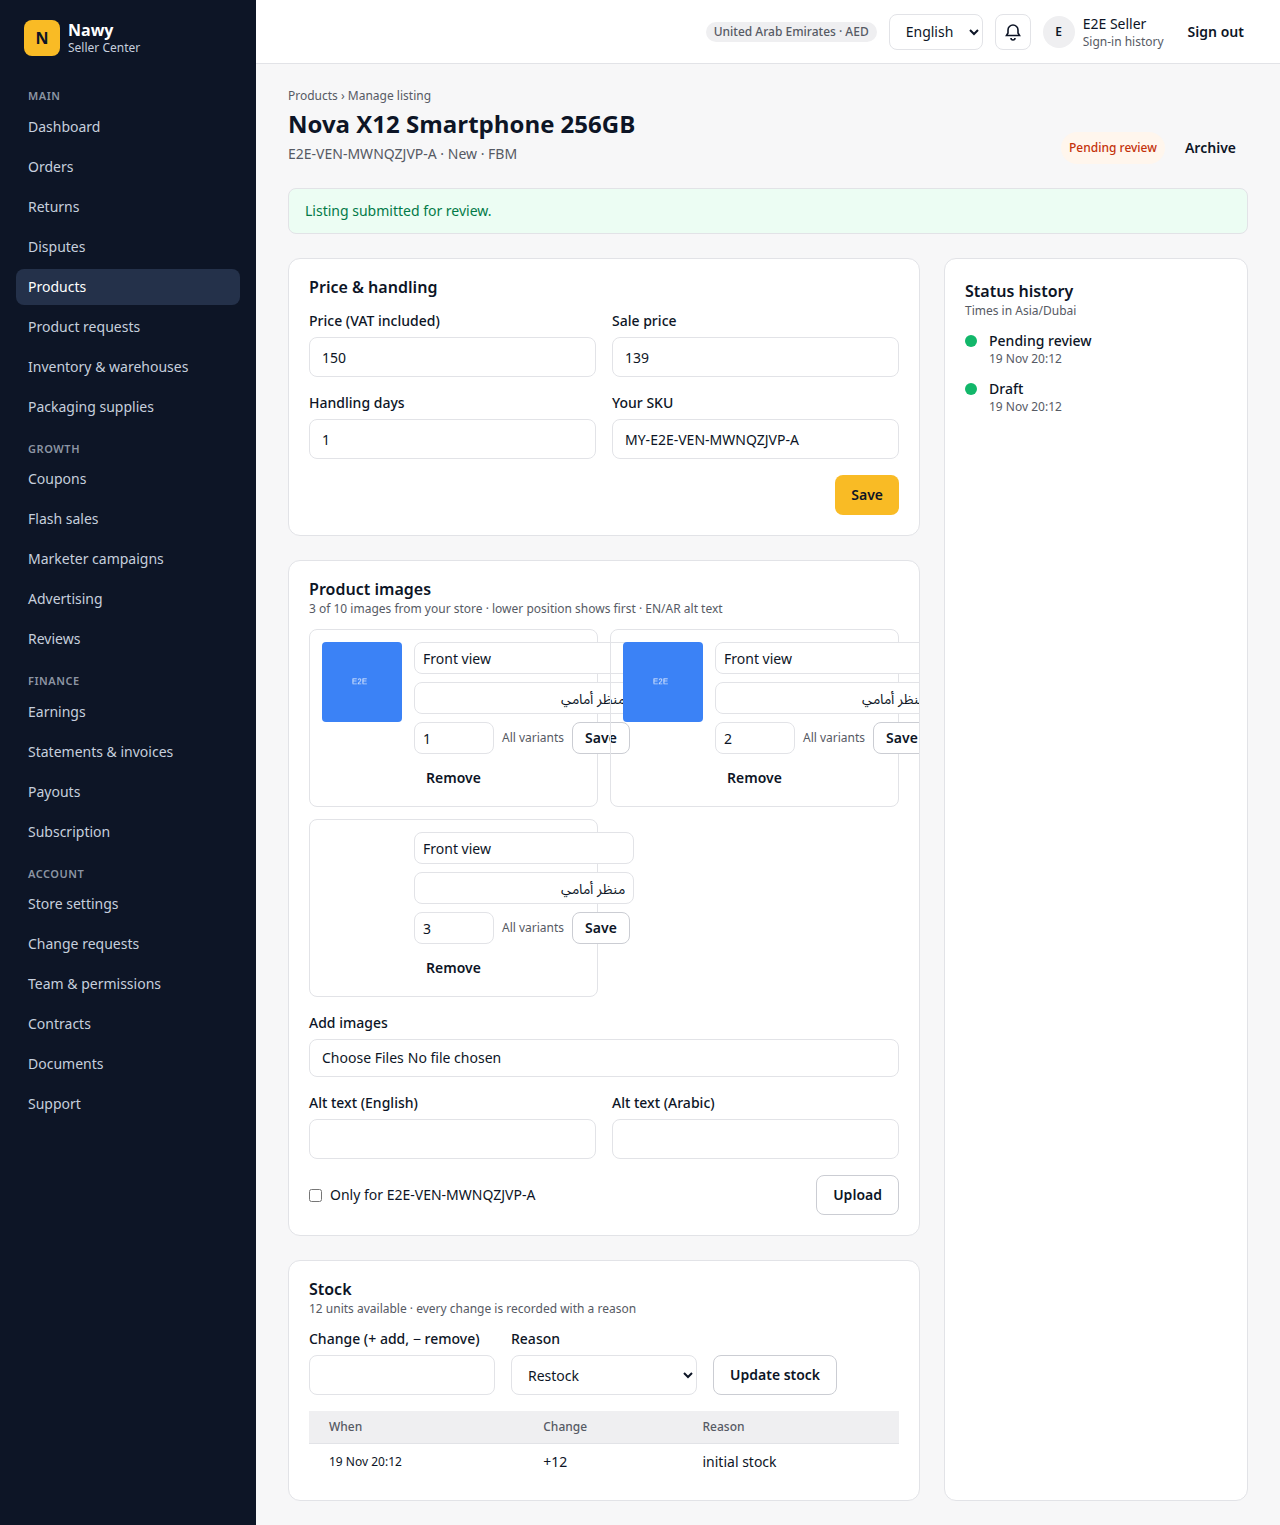 N
Nawy
Seller Center
MAIN
Dashboard
Orders
Returns
Disputes
Products
Product requests
Inventory & warehouses
Packaging supplies
GROWTH
Coupons
Flash sales
Marketer campaigns
Advertising
Reviews
FINANCE
Earnings
Statements & invoices
Payouts
Subscription
ACCOUNT
Store settings
Change requests
Team & permissions
Contracts
Documents
Support
United Arab Emirates · AED
English
E
E2E Seller
Sign-in history
Sign out
Products › Manage listing
Nova X12 Smartphone 256GB
E2E-VEN-MWNQZJVP-A · New · FBM
Pending review
Archive
Listing submitted for review.
Price & handling
Price (VAT included)
Sale price
150
139
Handling days
Your SKU
1
MY-E2E-VEN-MWNQZJVP-A
Save
Product images
3 of 10 images from your store · lower position shows first · EN/AR alt text
E2E
Front view
منظر أمامي
1
All variants
Save
Remove
E2E
Front view
منظر أمامي
2
All variants
Save
Remove
Front view
منظر أمامي
3
All variants
Save
Remove
Add images
Choose Files No file chosen
Alt text (English)
Alt text (Arabic)
Only for E2E-VEN-MWNQZJVP-A
Upload
Stock
12 units available · every change is recorded with a reason
Change (+ add, − remove)
Reason
Restock
Update stock
When Change Reason
19 Nov 20:12 +12 initial stock
Status history
Times in Asia/Dubai
Pending review
19 Nov 20:12
Draft
19 Nov 20:12